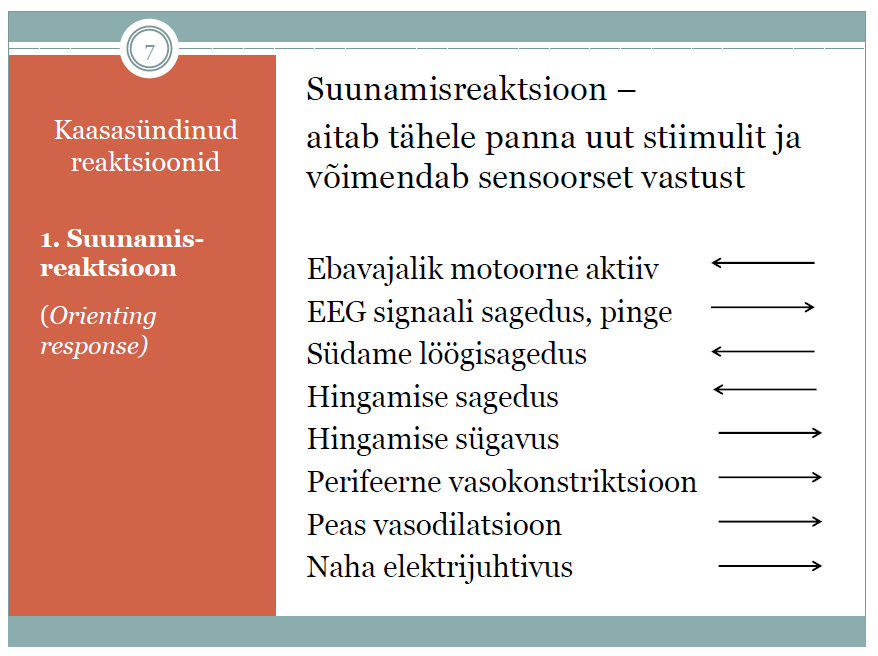 7
Kaasasündinud
reaktsioonid
1. Suunamis-
reaktsioon
(Orienting
response)
Suunamisreaktsioon –
aitab tähele panna uut stiimulit ja
võimendab sensoorset vastust
Ebavajalik motoorne aktiiv ←
EEG signaali sagedus, pinge →
Südame löögisagedus ←
Hingamise sagedus ←
Hingamise sügavus →
Perifeerne vasokonstriktsioon →
Peas vasodilatsioon →
Naha elektrijuhtivus →